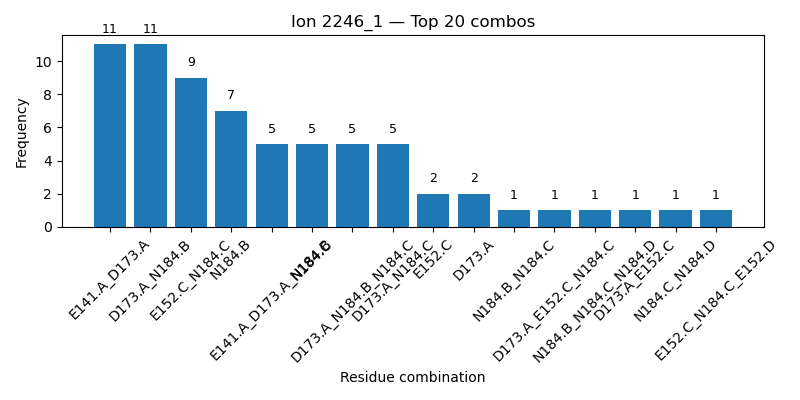 Ion 2246_1 — Top 20 combos
11
11
9
7
5
5
5
5
2
2
1
1
1
1
1
1
Frequency
10
8
6
4
2
0
E141.A_D173.A
D173.A_N184.B
E152.C_N184.C
N184.B
E141.A_D173.A_N184.B
N184.C
D173.A_N184.B_N184.C
D173.A_N184.C
E152.C
D173.A
N184.B_N184.C
D173.A_E152.C_N184.C
N184.B_N184.C_N184.D
D173.A_E152.C
N184.C_N184.D
E152.C_N184.C_E152.D
Residue combination